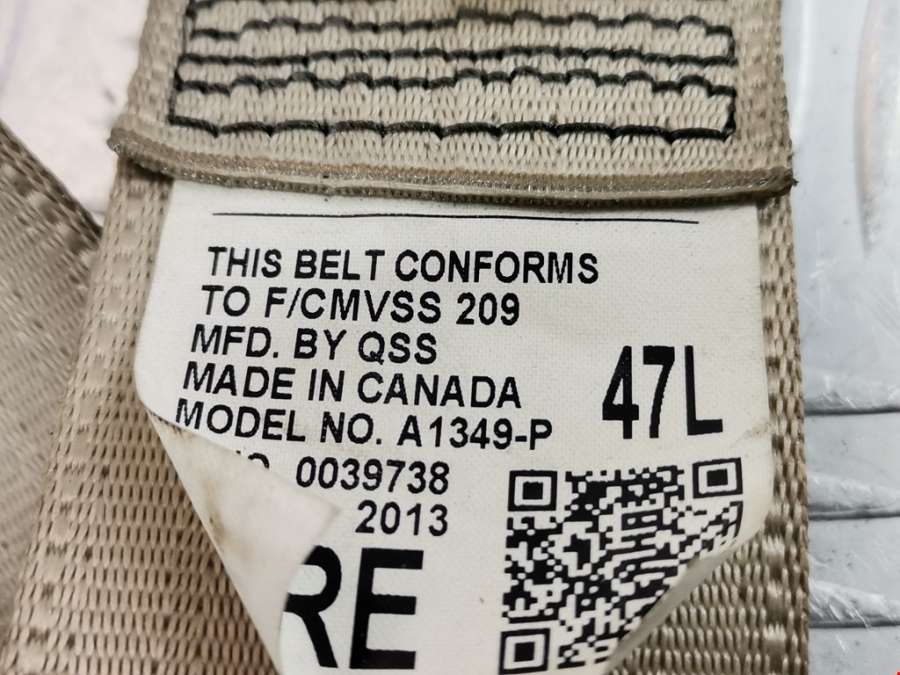 THIS BELT CONFORMS
TO F/CMVSS 209
MFD. BY QSS
MADE IN CANADA
MODEL NO. A1349-P
47L
0039738
2013
RE